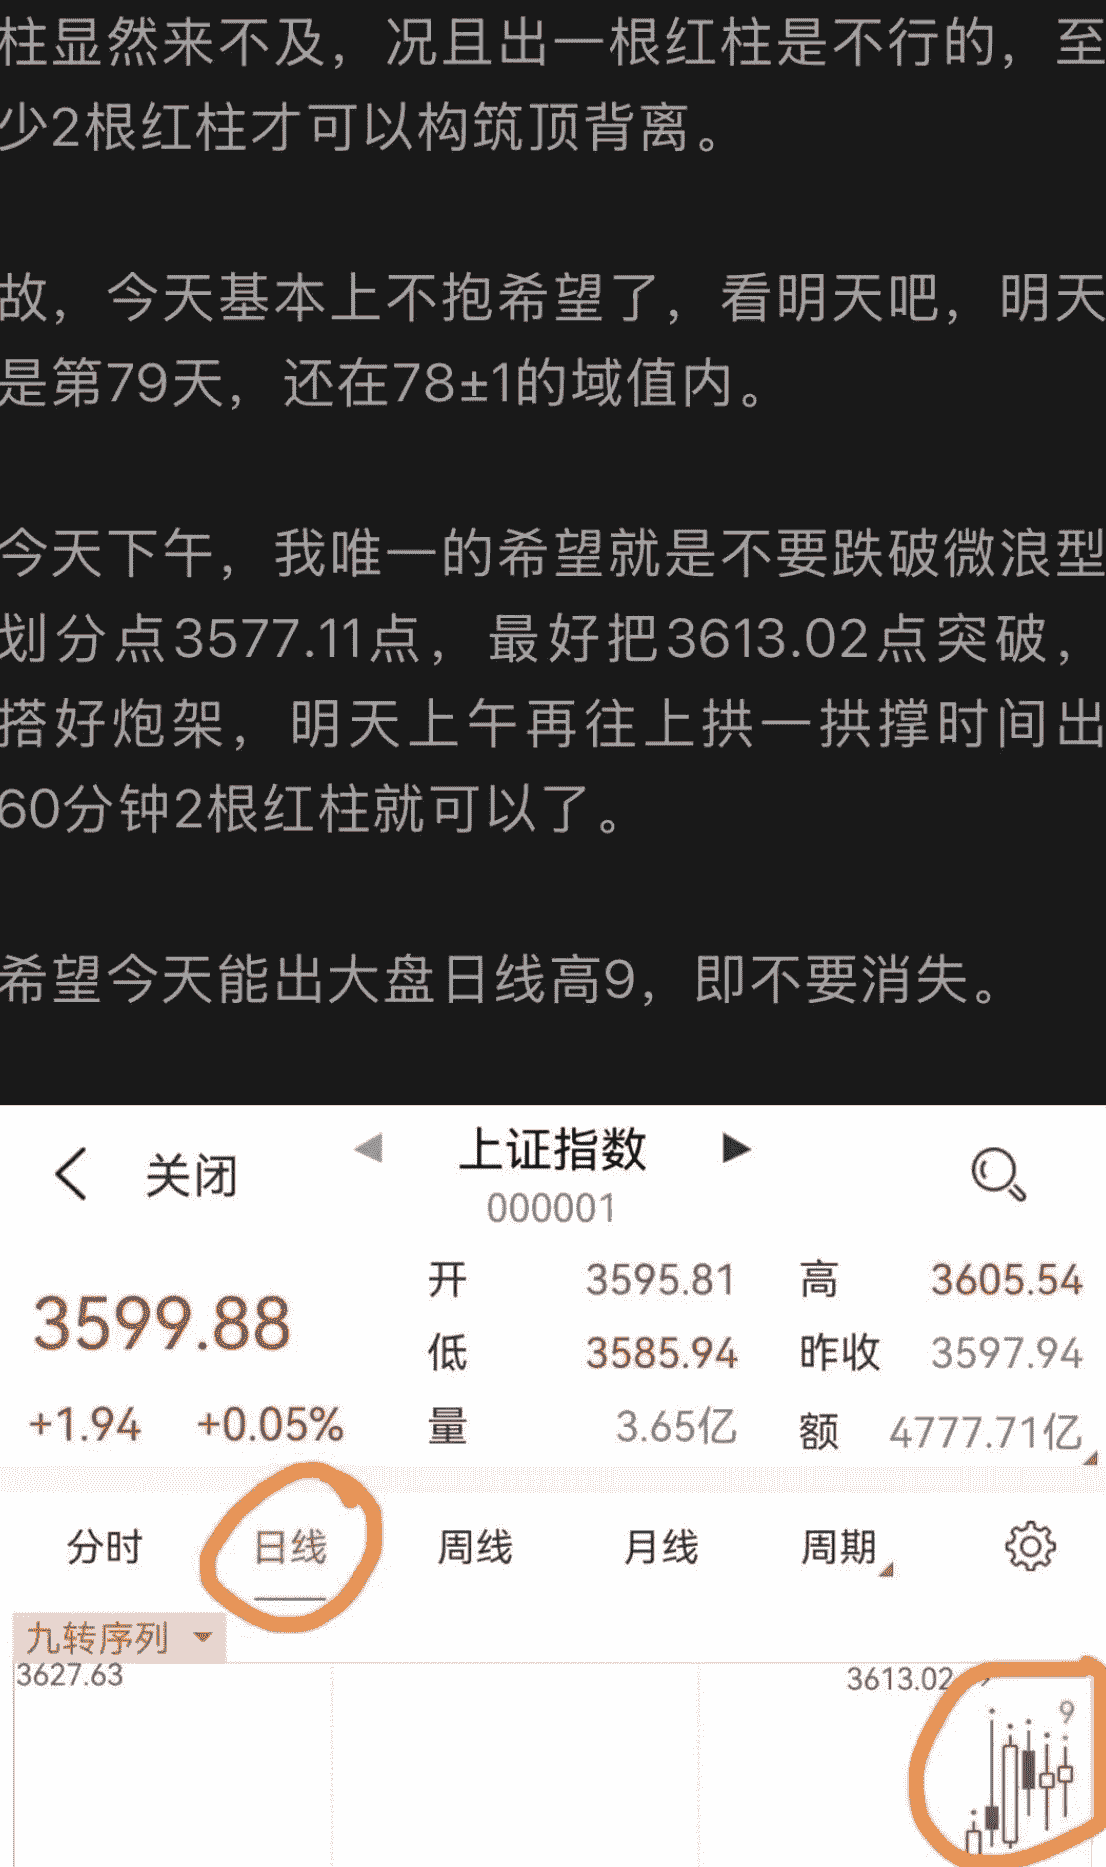 柱显然来不及，况且出一根红柱是不行的，至
少2根红柱才可以构筑顶背离。
故，今天基本上不抱希望了，看明天吧，明天
是第79天，还在78±1的域值内。
今天下午，我唯一的希望就是不要跌破微浪型
划分点3577.11点，最好把3613.02点突破，
搭好炮架，明天上午再往上拱一拱撑时间出
60分钟2根红柱就可以了。
希望今天能出大盘日线高9，即不要消失。
关闭 上证指数
000001
开 3595.81 高 3605.54
3599.88
低 3585.94 昨收 3597.94
+1.94 +0.05% 量 3.65亿 额 4777.71亿
分时 日线 周线 月线 周期
九转序列
3627.63 3613.02
9